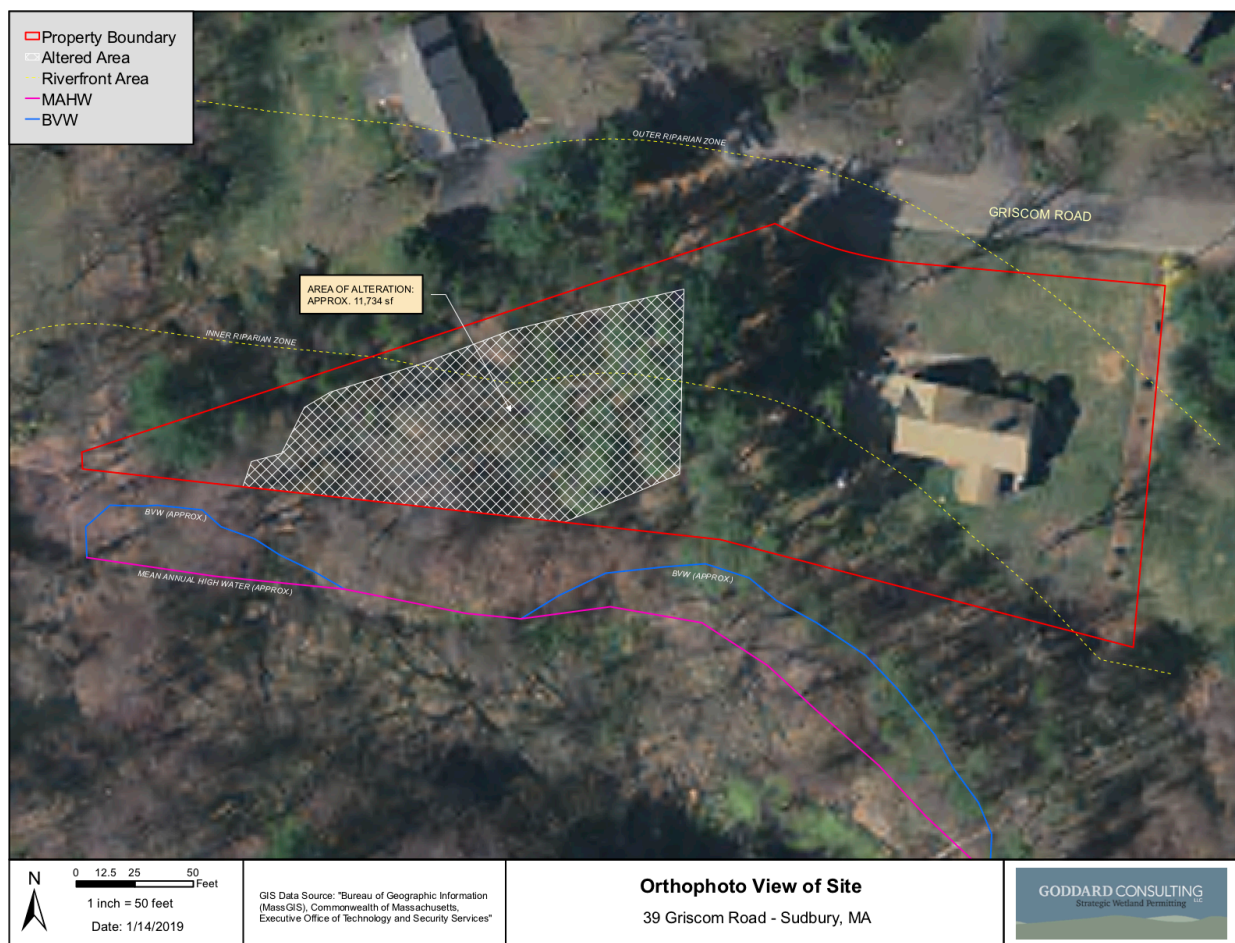 Property Boundary
Altered Area
Riverfront Area
MAHW
BVW
OUTER RIPARIAN ZONE
GRISCOM ROAD
AREA OF ALTERATION:
APPROX. 11,734 sf
INNER RIPARIAN ZONE
BVW (APPROX.)
MEAN ANNUAL HIGH WATER (APPROX.)
BVW (APPROX.)
N
0 12.5 25 50
Feet
1 inch = 50 feet
Date: 1/14/2019
GIS Data Source: "Bureau of Geographic Information
(MassGIS), Commonwealth of Massachusetts,
Executive Office of Technology and Security Services"
Orthophoto View of Site
39 Griscom Road - Sudbury, MA
GODDARD CONSULTING
LLC
Strategic Wetland Permitting